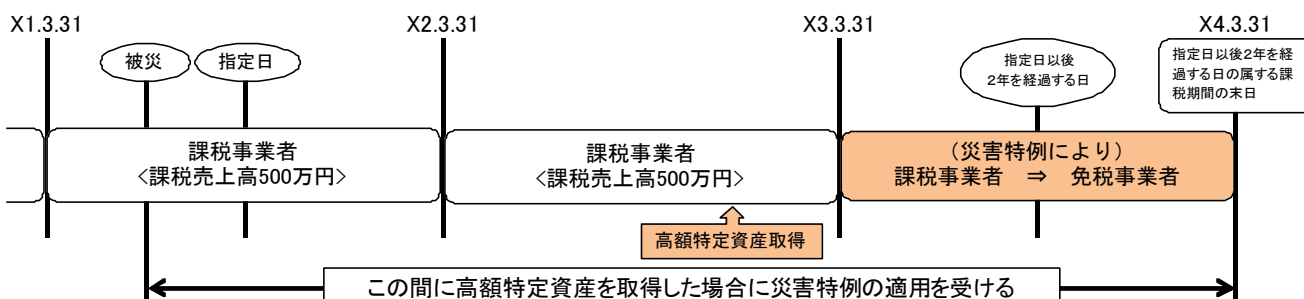 X1.3.31
X2.3.31
X3.3.31
X4.3.31
被災
指定日
指定日以後
2年を経過する日
指定日以後2年を経
過する日の属する課
税期間の末日
課税事業者
<課税売上高500万円>
課税事業者
<課税売上高500万円>
(災害特例により)
課税事業者 ⇒ 免税事業者
高額特定資産取得
この間に高額特定資産を取得した場合に災害特例の適用を受ける